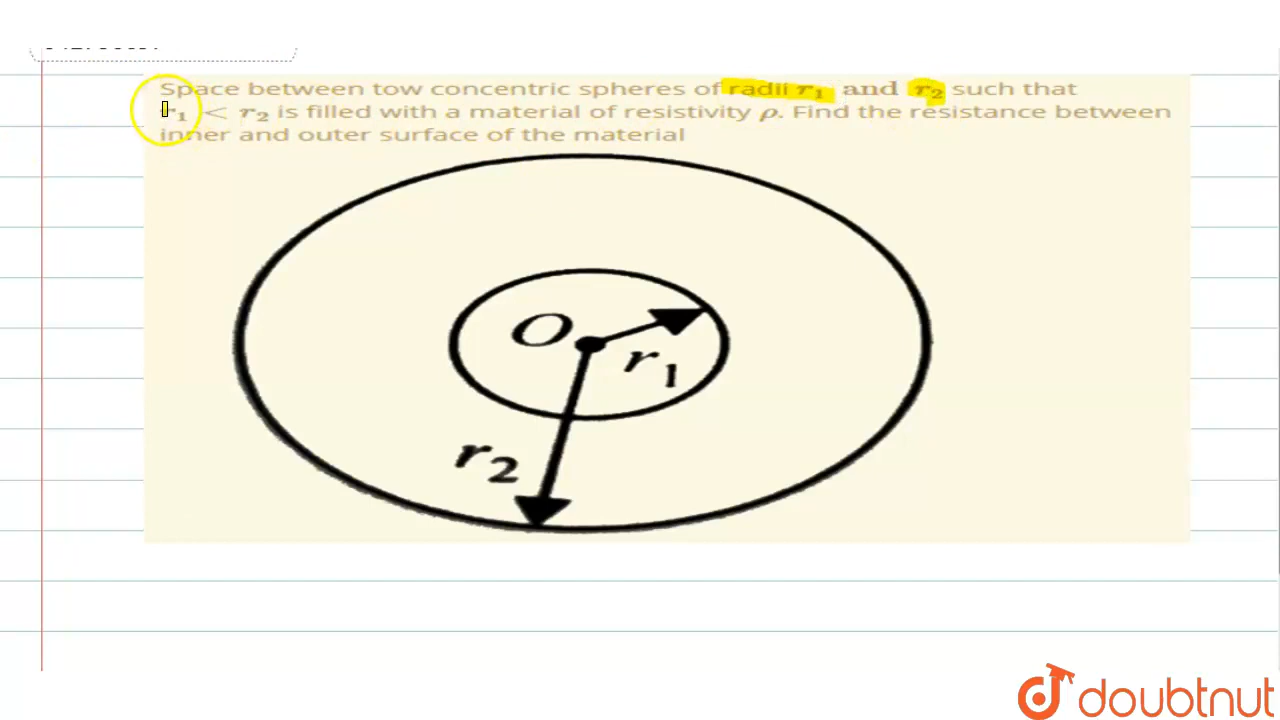 Space between tow concentric spheres of radii r₁ and r₂ such that
r₁ < r₂ is filled with a material of resistivity ρ. Find the resistance between
inner and outer surface of the material
O
r₁
r₂
doubtnut